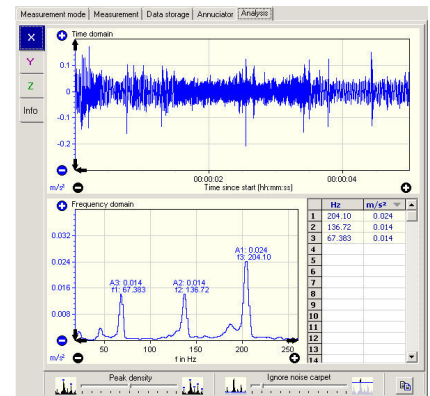 Measurement mode Measurement Data storage Annuciator Analysis
X
Y
Z
Info
Time domain
0.1
0
-0.1
-0.2
m/s²
00:00:02 00:00:04
Time since start (hh:mm:ss)
Frequency domain
0.032
0.024
0.016
0.008
A1: 0.024
f3: 204.10
A3: 0.014 A2: 0.014
f1: 67.383 f2: 136.72
m/s²
50 100 150 200 250
f in Hz
Hz m/s²
1 204.10 0.024
2 136.72 0.014
3 67.383 0.014
4
5
6
7
8
9
10
11
12
13
14
Peak density Ignore noise carpet